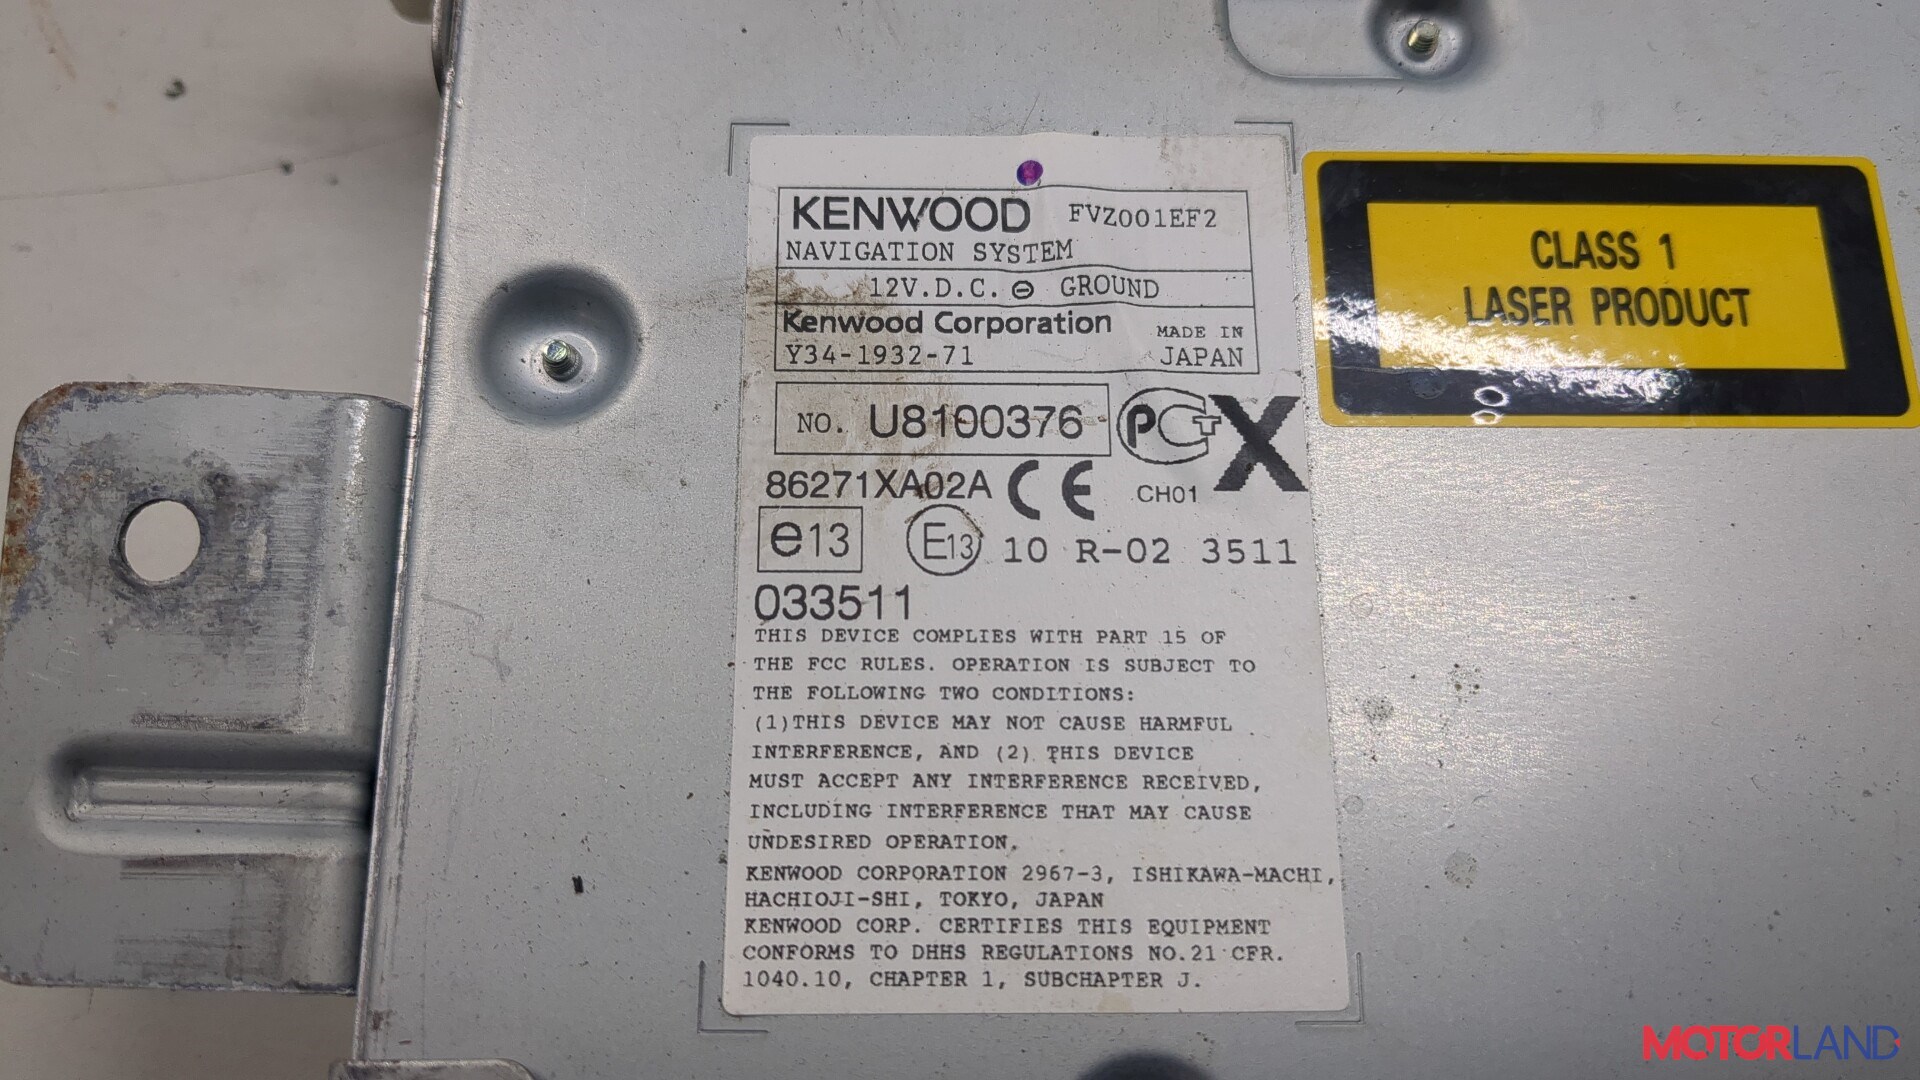 KENWOOD FVZ001EF2
NAVIGATION SYSTEM
12V.D.C. ⊖ GROUND
Kenwood Corporation MADE IN
Y34-1932-71 JAPAN
NO. U8100376 PCT X
86271XA02A CE CH01
e13 E13 10 R-02 3511
033511
THIS DEVICE COMPLIES WITH PART 15 OF
THE FCC RULES. OPERATION IS SUBJECT TO
THE FOLLOWING TWO CONDITIONS:
(1)THIS DEVICE MAY NOT CAUSE HARMFUL
INTERFERENCE, AND (2) THIS DEVICE
MUST ACCEPT ANY INTERFERENCE RECEIVED,
INCLUDING INTERFERENCE THAT MAY CAUSE
UNDESIRED OPERATION.
KENWOOD CORPORATION 2967-3, ISHIKAWA-MACHI,
HACHIOJI-SHI, TOKYO, JAPAN
KENWOOD CORP. CERTIFIES THIS EQUIPMENT
CONFORMS TO DHHS REGULATIONS NO.21 CFR.
1040.10, CHAPTER 1, SUBCHAPTER J.
CLASS 1
LASER PRODUCT
MOTORLAND